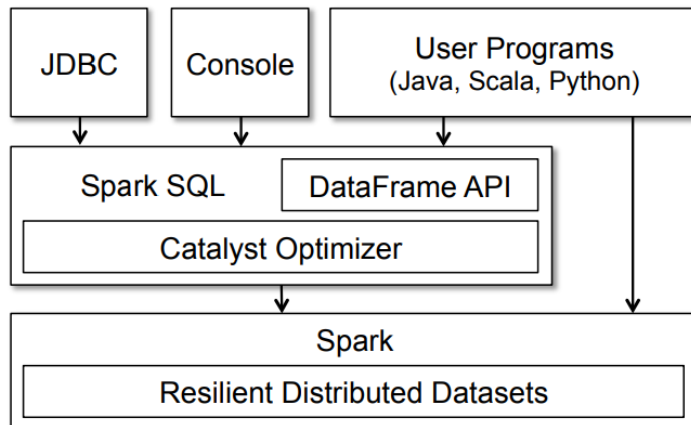 JDBC
Console
User Programs
(Java, Scala, Python)
Spark SQL
DataFrame API
Catalyst Optimizer
Spark
Resilient Distributed Datasets